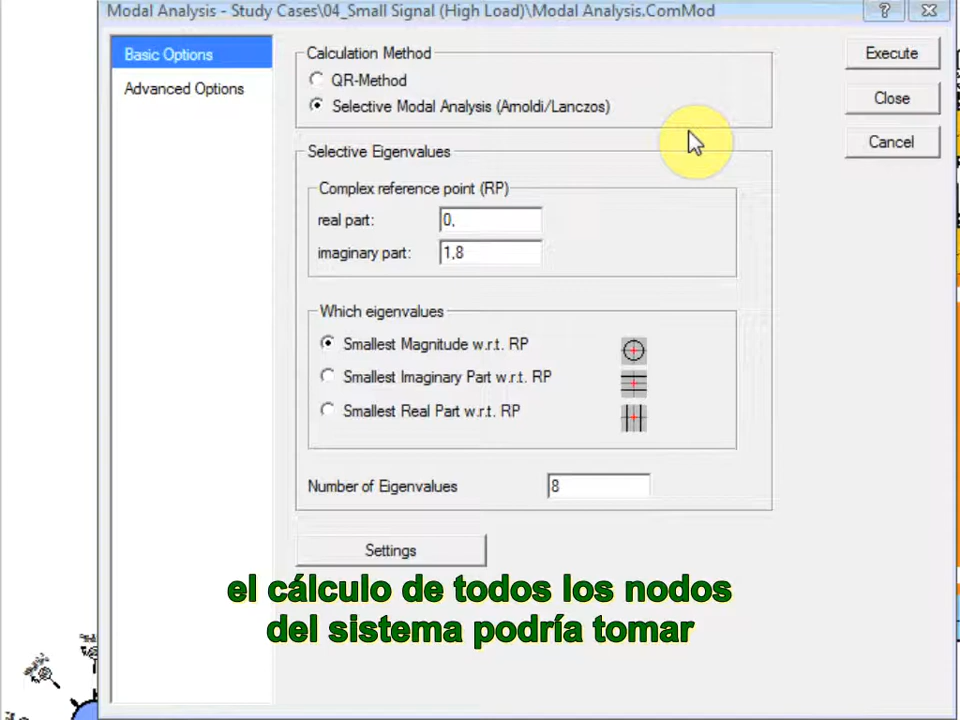 Modal Analysis - Study Cases\04_Small Signal (High Load)\Modal Analysis.ComMod
Basic Options
Advanced Options
Calculation Method
QR-Method
Selective Modal Analysis (Arnoldi/Lanczos)
Execute
Close
Cancel
Selective Eigenvalues
Complex reference point (RP)
real part: 0,
imaginary part: 1,8
Which eigenvalues
Smallest Magnitude w.r.t. RP
Smallest Imaginary Part w.r.t. RP
Smallest Real Part w.r.t. RP
Number of Eigenvalues 8
Settings
el cálculo de todos los nodos
del sistema podría tomar